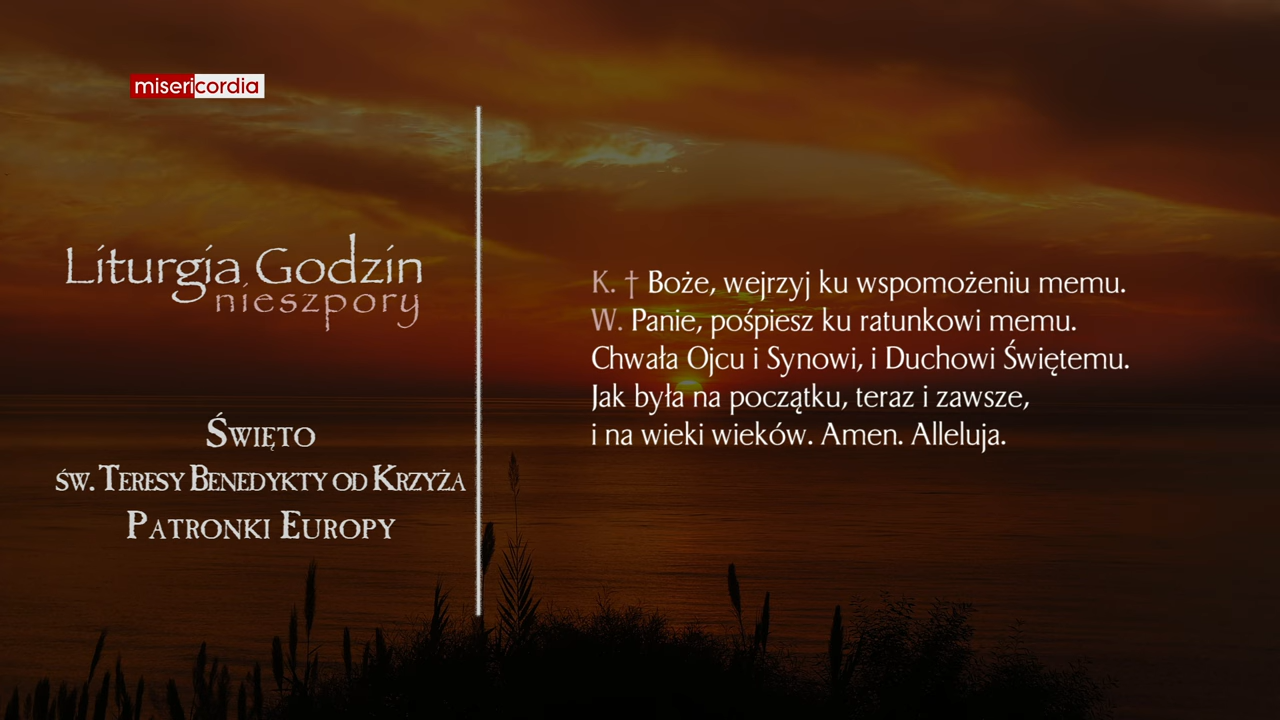 misericordia
Liturgia Godzin
nieszpory
Święto
św. Teresy Benedykty od Krzyża
Patronki Europy
K. † Boże, wejrzyj ku wspomożeniu memu.
W. Panie, pośpiesz ku ratunkowi memu.
Chwała Ojcu i Synowi, i Duchowi Świętemu.
Jak była na początku, teraz i zawsze,
i na wieki wieków. Amen. Alleluja.